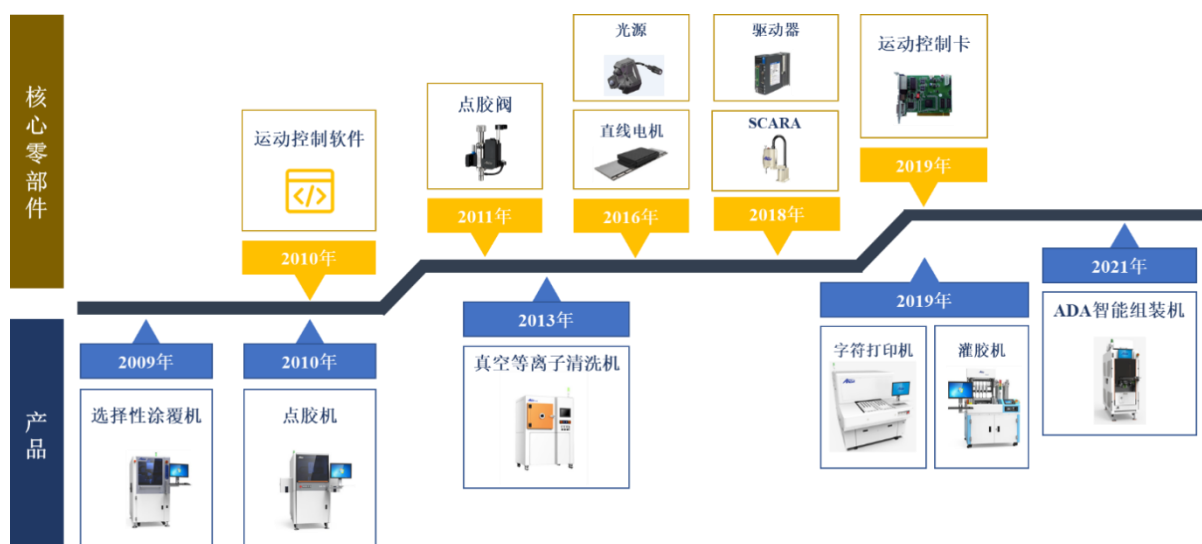 核心零部件
运动控制软件
</>
2010年
点胶阀
2011年
光源
直线电机
2016年
驱动器
SCARA
2018年
运动控制卡
2019年
产品
2009年
选择性涂覆机
2010年
点胶机
2013年
真空等离子清洗机
2019年
字符打印机
灌胶机
2021年
ADA智能组装机